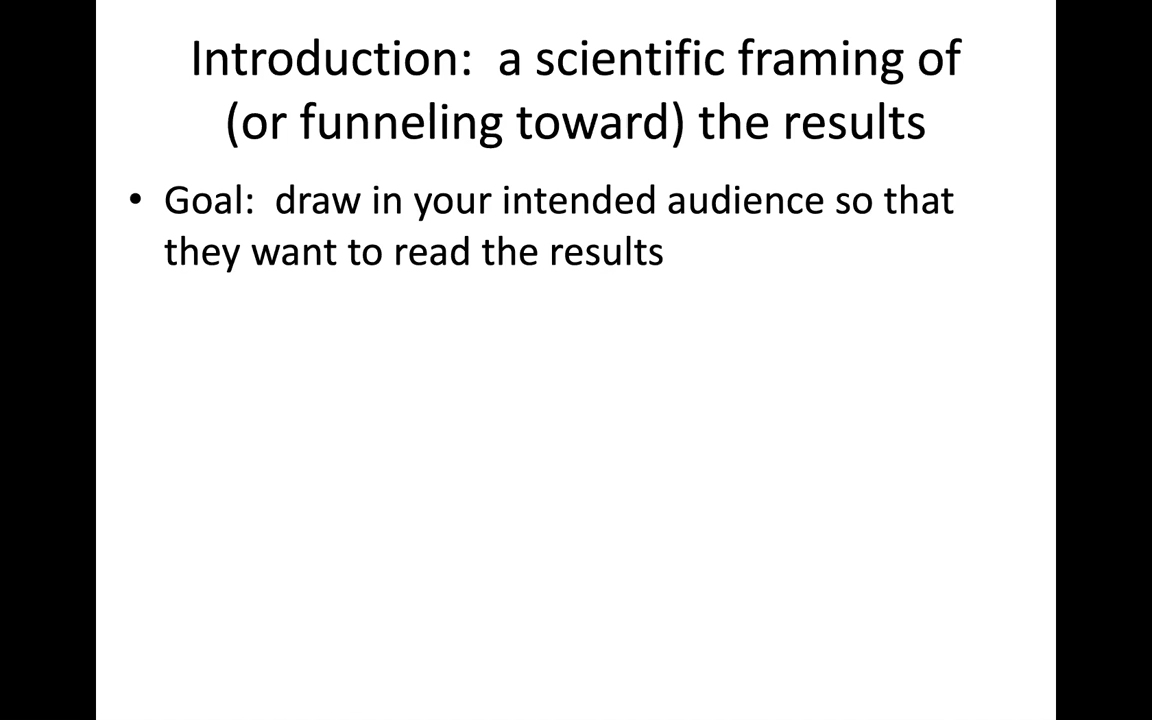 Introduction:  a scientific framing of
(or funneling toward) the results
• Goal:  draw in your intended audience so that
they want to read the results